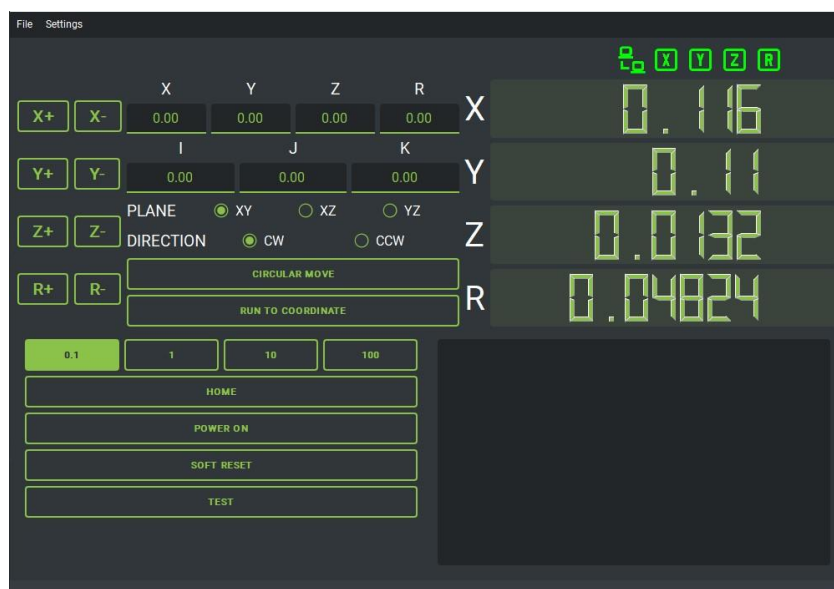 File Settings
X Y Z R
X Y Z R
X+ X- 0.00 0.00 0.00 0.00 X 0.116
I J K
Y+ Y- 0.00 0.00 0.00 Y 0.11
PLANE XY XZ YZ
Z+ Z- DIRECTION CW CCW Z 0.0132
CIRCULAR MOVE
R+ R- RUN TO COORDINATE R 0.04824
0.1 1 10 100
HOME
POWER ON
SOFT RESET
TEST